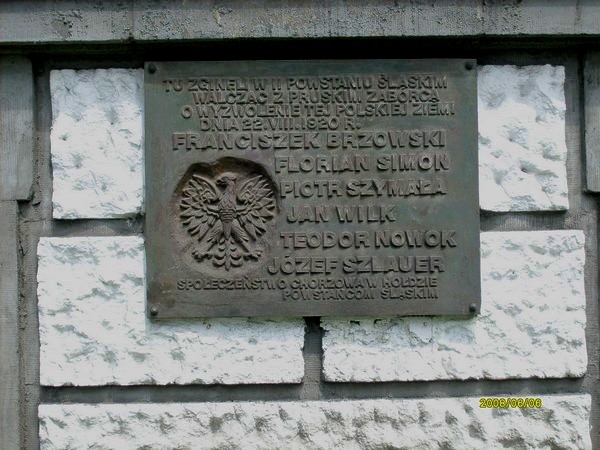 TU ZGINĘLI W II POWSTANIU ŚLĄSKIM
WALCZĄC Z PRUSKIM ZABORCĄ
O WYZWOLENIE TEJ POLSKIEJ ZIEMI
DNIA 22.VIII.1920 R.
FRANCISZEK BRZOWSKI
FLORIAN SIMON
PIOTR SZYMAŁA
JAN WILK
TEODOR NOWOK
JÓZEF SZLAUER
SPOŁECZEŃSTWO CHORZOWA W HOŁDZIE
POWSTAŃCOM ŚLĄSKIM
2008/06/06